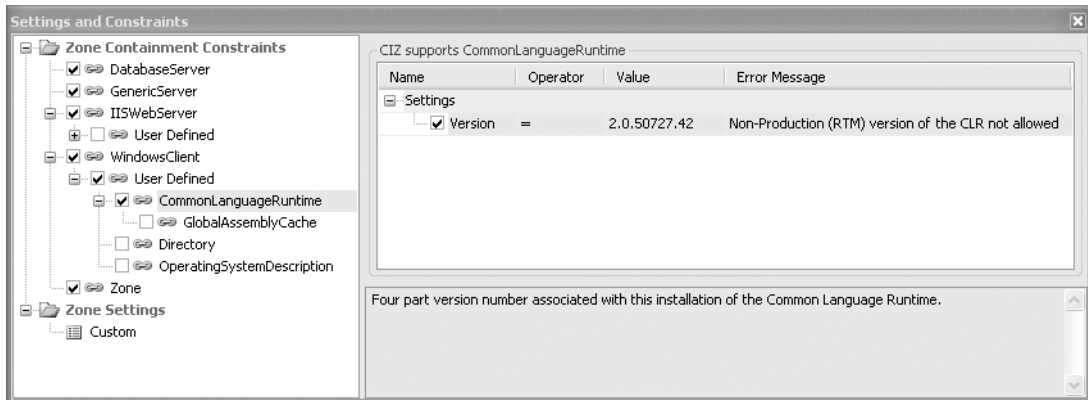 Settings and Constraints
Zone Containment Constraints
DatabaseServer
GenericServer
IISWebServer
User Defined
WindowsClient
User Defined
CommonLanguageRuntime
GlobalAssemblyCache
Directory
OperatingSystemDescription
Zone
Zone Settings
Custom
CIZ supports CommonLanguageRuntime
Name Operator Value Error Message
Settings
Version = 2.0.50727.42 Non-Production (RTM) version of the CLR not allowed
Four part version number associated with this installation of the Common Language Runtime.